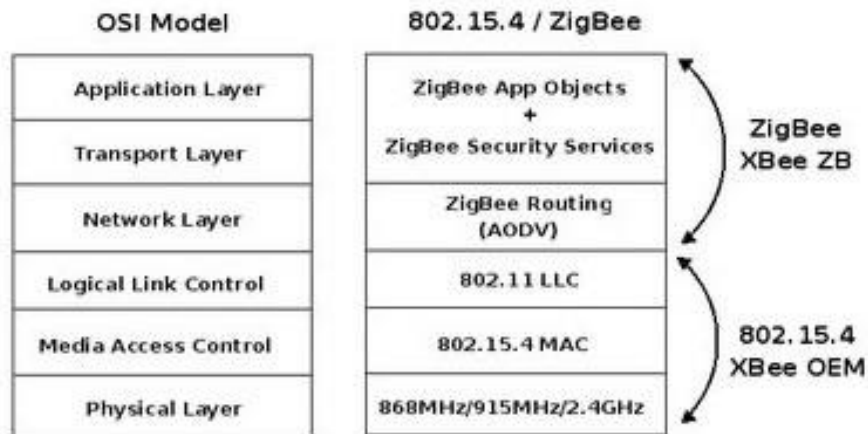 OSI Model
802.15.4 / ZigBee
Application Layer
Transport Layer
Network Layer
Logical Link Control
Media Access Control
Physical Layer
ZigBee App Objects
+
ZigBee Security Services
ZigBee Routing
(AODV)
802.11 LLC
802.15.4 MAC
868MHz/915MHz/2.4GHz
ZigBee
XBee ZB
802.15.4
XBee OEM